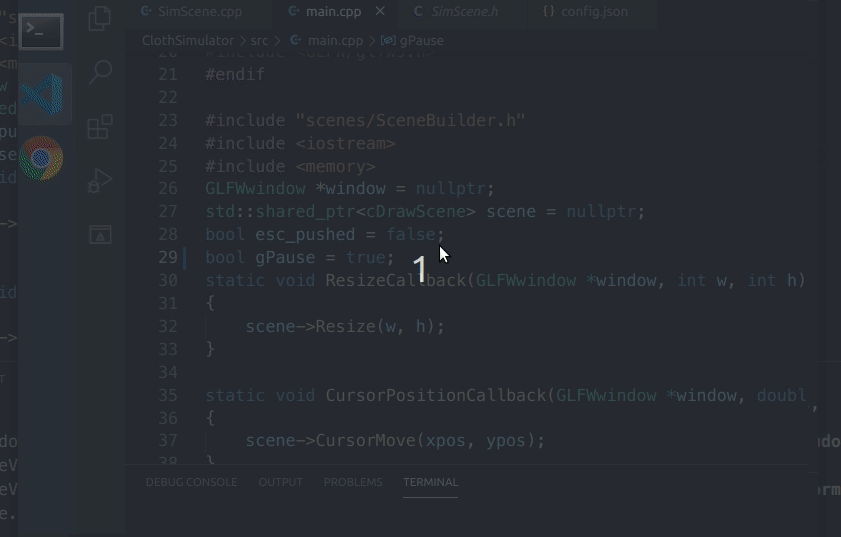 SimScene.cpp
main.cpp
SimScene.h
config.json
ClothSimulator > src > main.cpp > gPause
21 #endif
22
23 #include "scenes/SceneBuilder.h"
24 #include <iostream>
25 #include <memory>
26 GLFWwindow *window = nullptr;
27 std::shared_ptr<cDrawScene> scene = nullptr;
28 bool esc_pushed = false;
29 bool gPause = true;
1
30 static void ResizeCallback(GLFWwindow *window, int w, int h)
31 {
32 scene->Resize(w, h);
33 }
34
35 static void CursorPositionCallback(GLFWwindow *window, doubl
36 {
37 scene->CursorMove(xpos, ypos);
38 }
DEBUG CONSOLE OUTPUT PROBLEMS TERMINAL